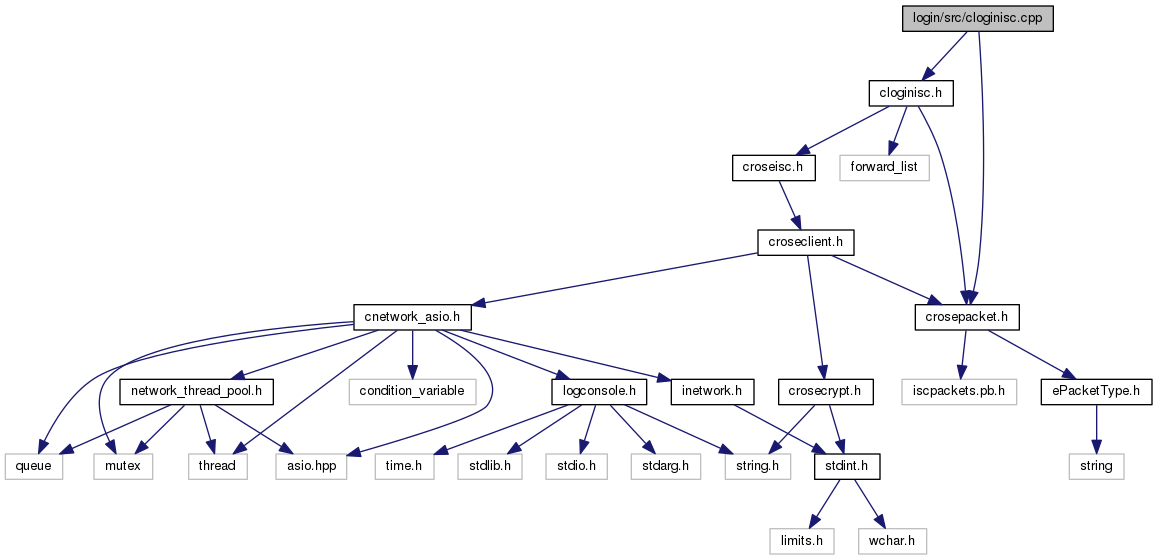 login/src/cloginisc.cpp
cloginisc.h
croseisc.h
forward_list
croseclient.h
cnetwork_asio.h
crosepacket.h
network_thread_pool.h
condition_variable
logconsole.h
inetwork.h
crosecrypt.h
iscpackets.pb.h
ePacketType.h
queue
mutex
thread
asio.hpp
time.h
stdlib.h
stdio.h
stdarg.h
string.h
stdint.h
string
limits.h
wchar.h